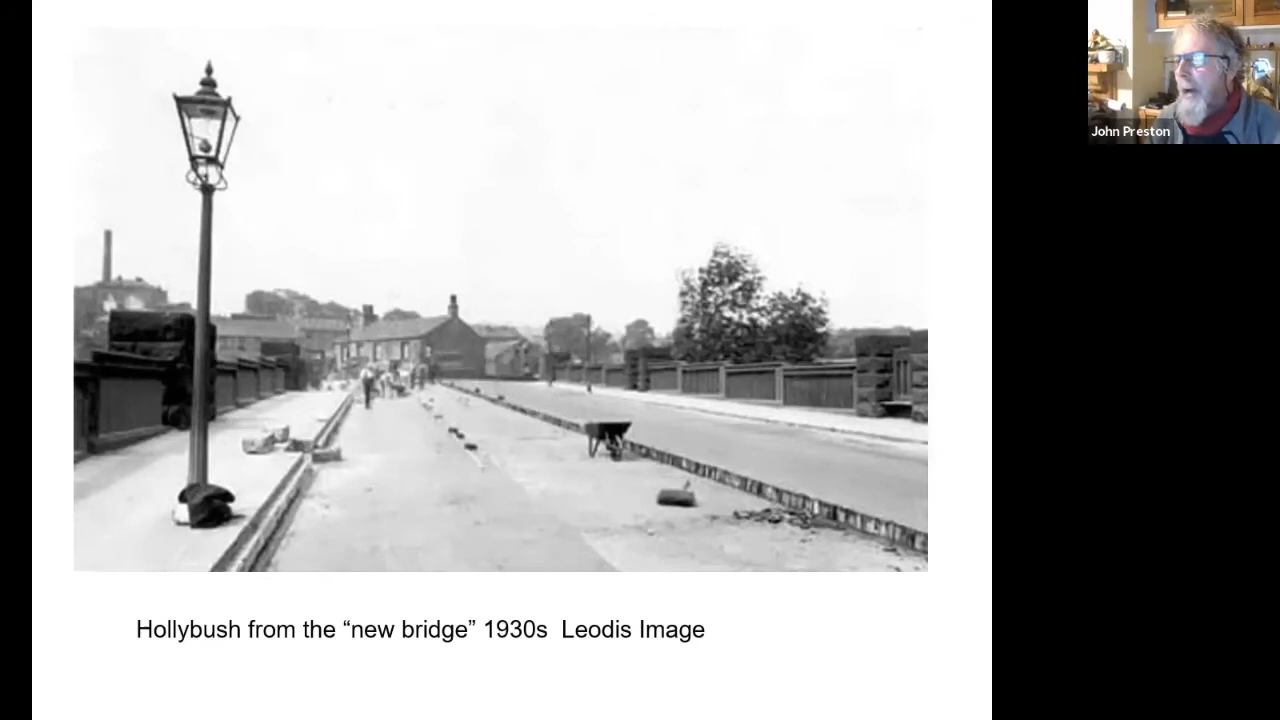 John Preston
Hollybush from the “new bridge” 1930s  Leodis Image